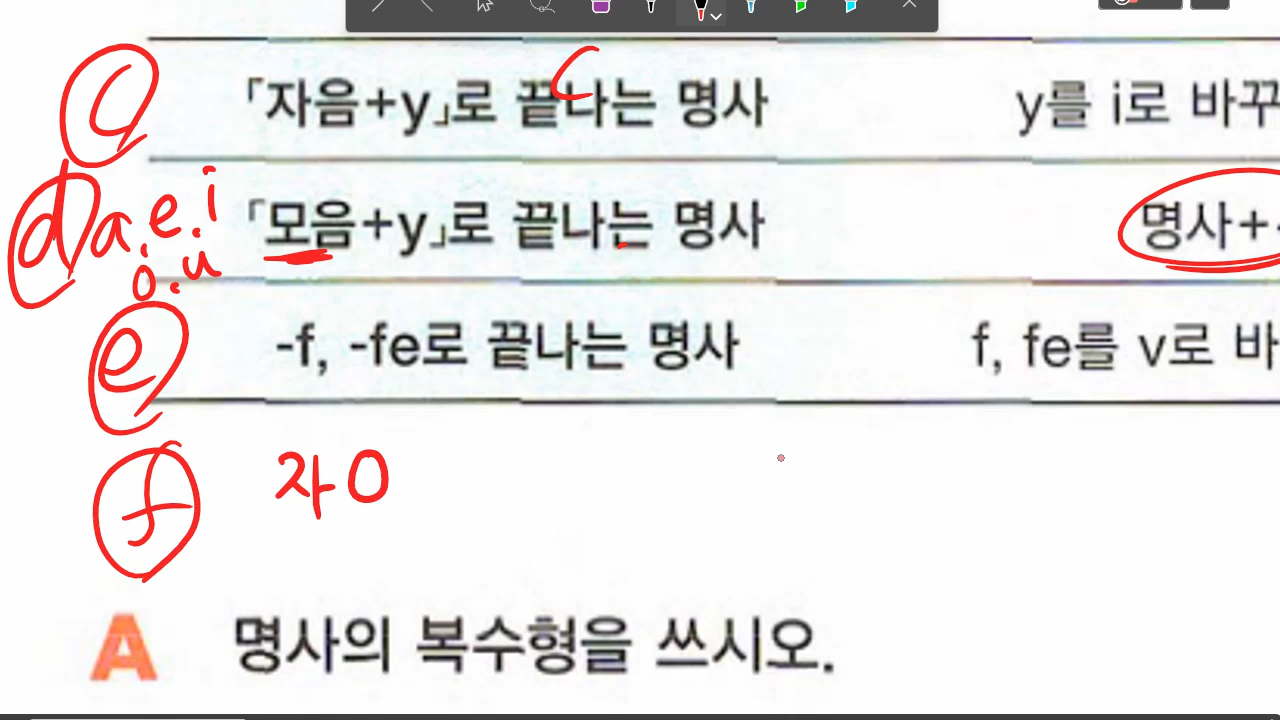 c 「자음+y」로 끝나는 명사 y를 i로 바꾸
d a.e.i 「모음+y」로 끝나는 명사 명사+
o.u
e -f, -fe로 끝나는 명사 f, fe를 v로 바
f 자
A 명사의 복수형을 쓰시오.